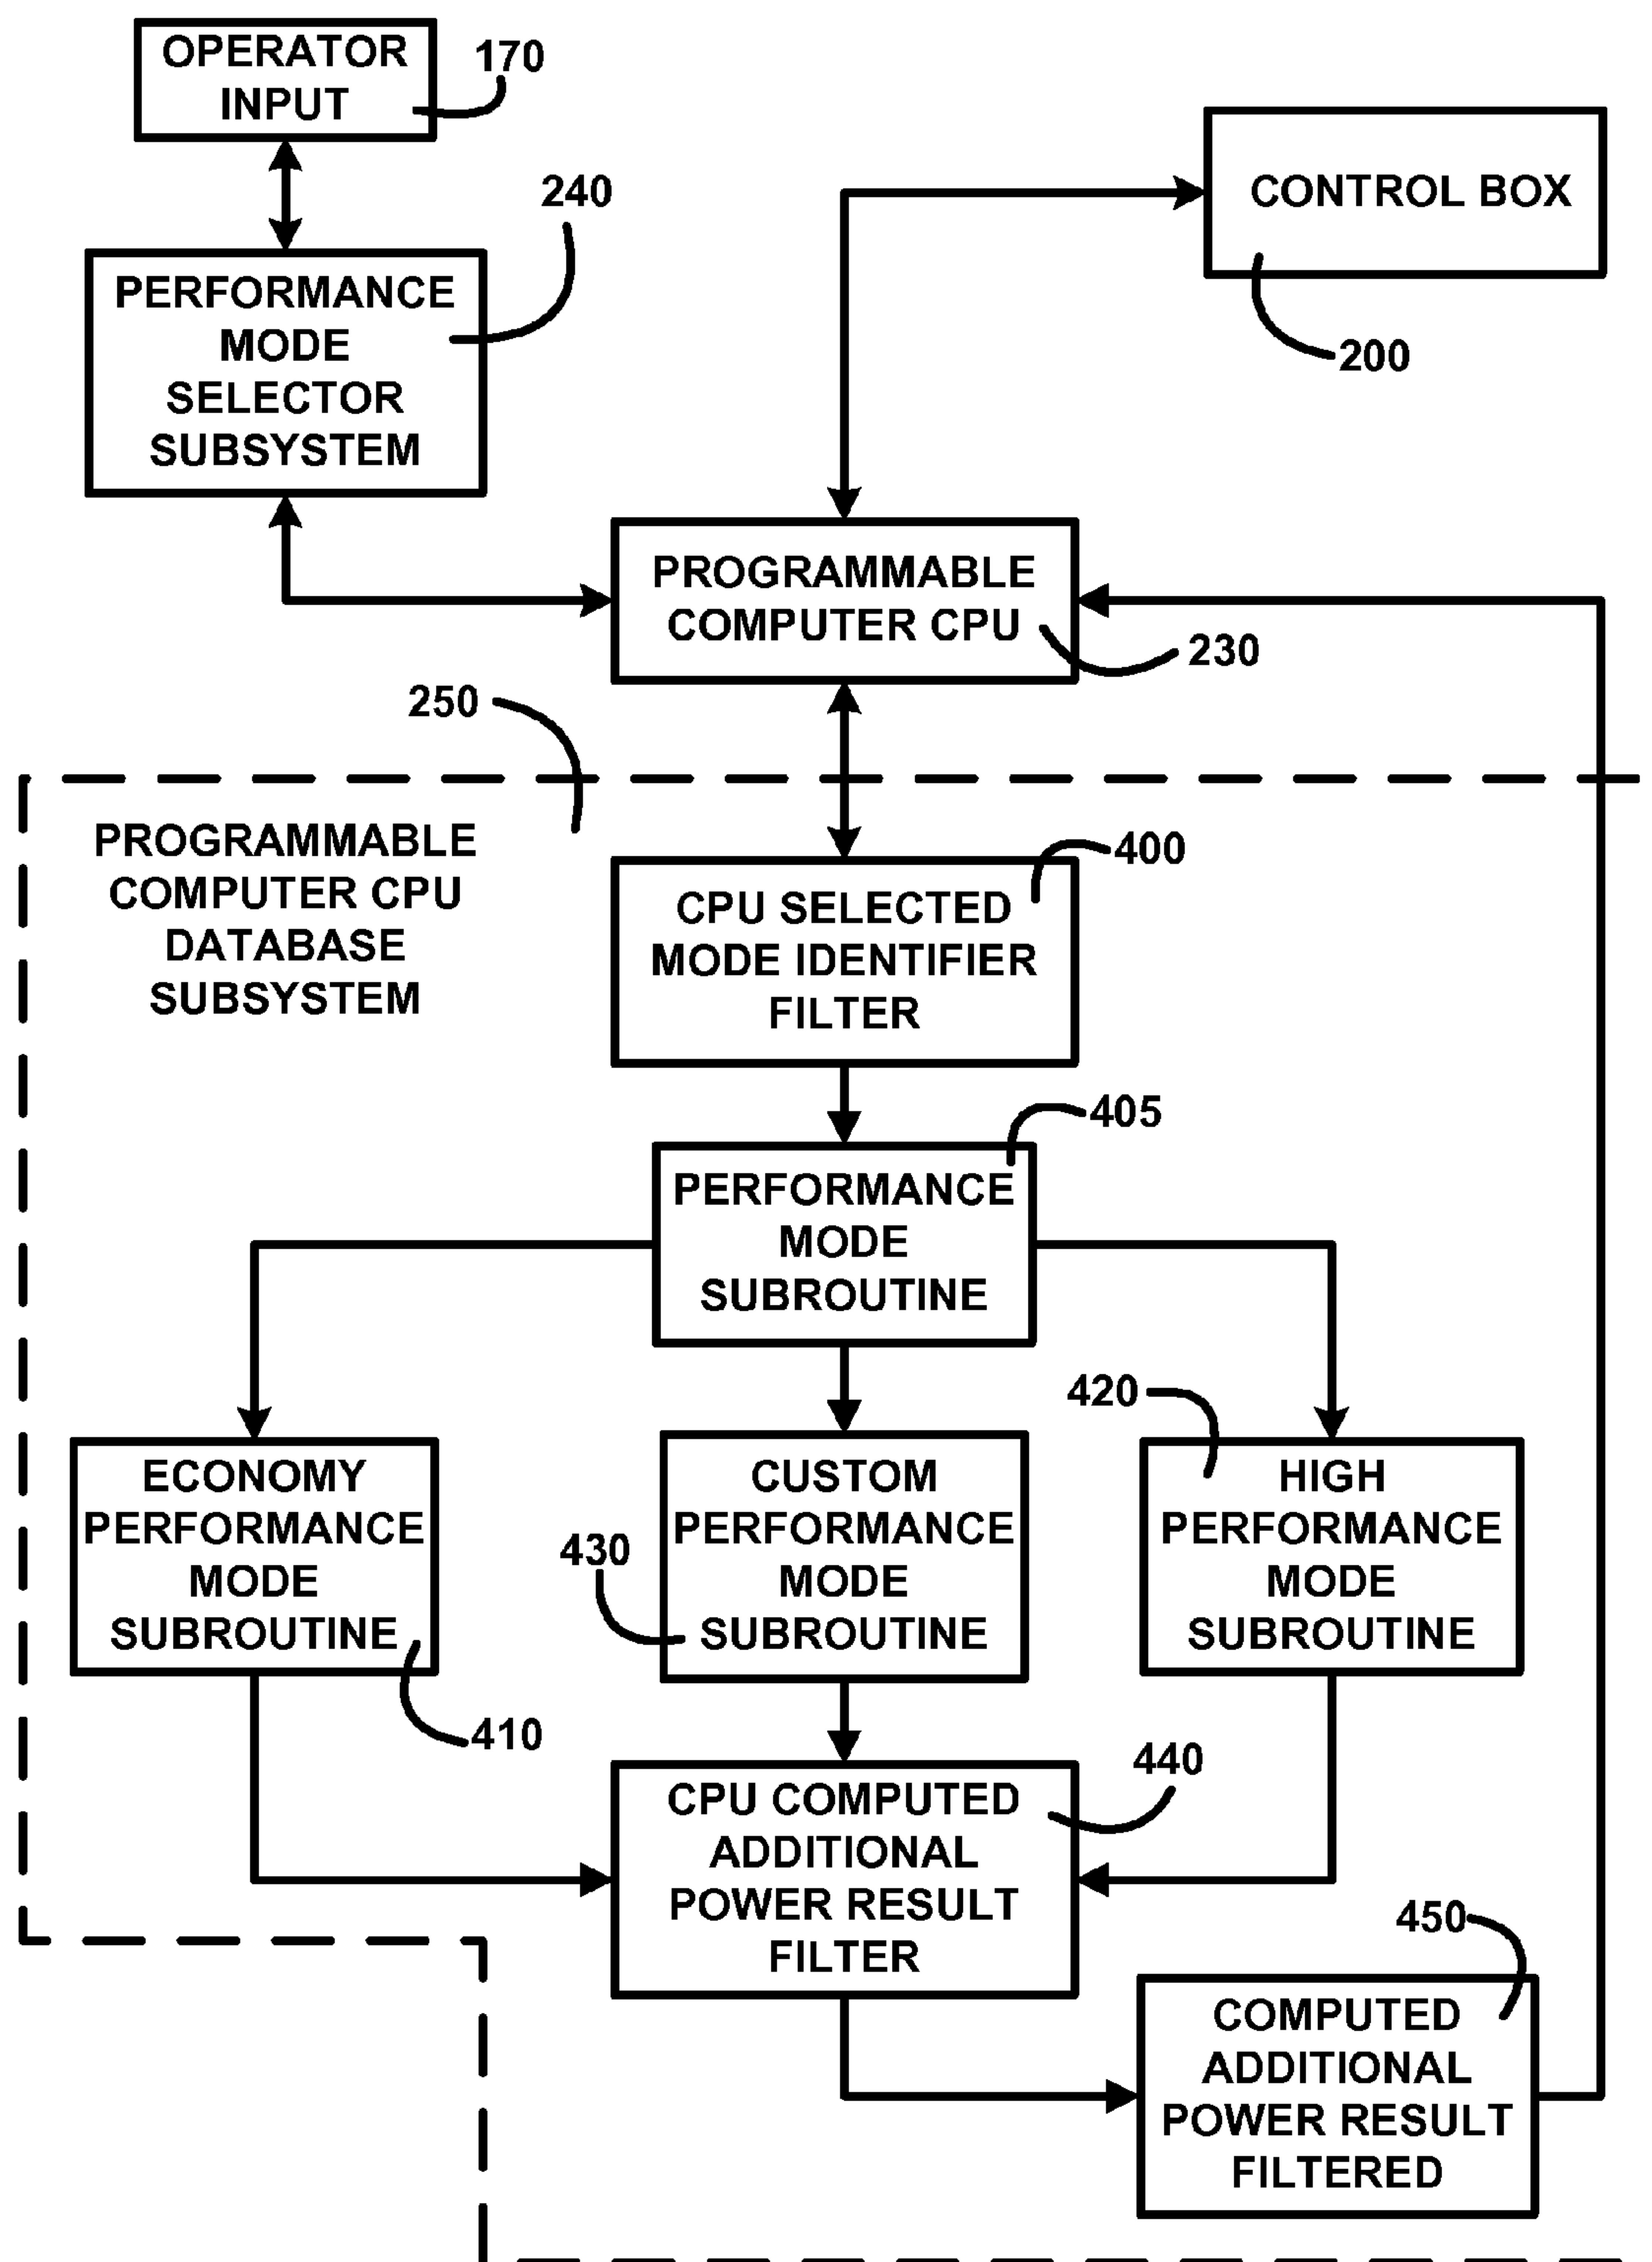 OPERATOR
INPUT
170
240
PERFORMANCE
MODE
SELECTOR
SUBSYSTEM
CONTROL BOX
200
PROGRAMMABLE
COMPUTER CPU
230
250
PROGRAMMABLE
COMPUTER CPU
DATABASE
SUBSYSTEM
400
CPU SELECTED
MODE IDENTIFIER
FILTER
405
PERFORMANCE
MODE
SUBROUTINE
ECONOMY
PERFORMANCE
MODE
SUBROUTINE
410
430
CUSTOM
PERFORMANCE
MODE
SUBROUTINE
420
HIGH
PERFORMANCE
MODE
SUBROUTINE
440
CPU COMPUTED
ADDITIONAL
POWER RESULT
FILTER
450
COMPUTED
ADDITIONAL
POWER RESULT
FILTERED